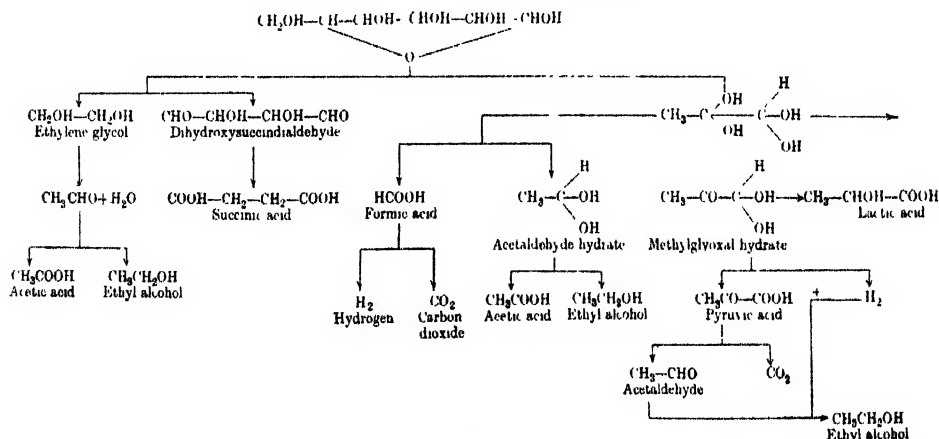 CH2OH—CH—CHOH—CHOH—CHOH—CHOH
O
CH2OH—CH2OH
Ethylene glycol
CHO—CHOH—CHOH—CHO
Dihydroxysuccindialdehyde
H
OH
CH3—C—C—OH
OH
OH
CH3CHO+H2O
COOH—CH2—CH2—COOH
Succinic acid
HCOOH
Formic acid
H
CH3—C—OH
OH
Acetaldehyde hydrate
H
CH3—CO—C—OH
OH
Methylglyoxal hydrate
CH3—CHOH—COOH
Lactic acid
CH3COOH
Acetic acid
CH3CH2OH
Ethyl alcohol
H2
Hydrogen
CO2
Carbon
dioxide
CH3COOH
Acetic acid
CH3CH2OH
Ethyl alcohol
CH3CO—COOH
Pyruvic acid
+
H2
CH3—CHO
Acetaldehyde
CO2
CH3CH2OH
Ethyl alcohol